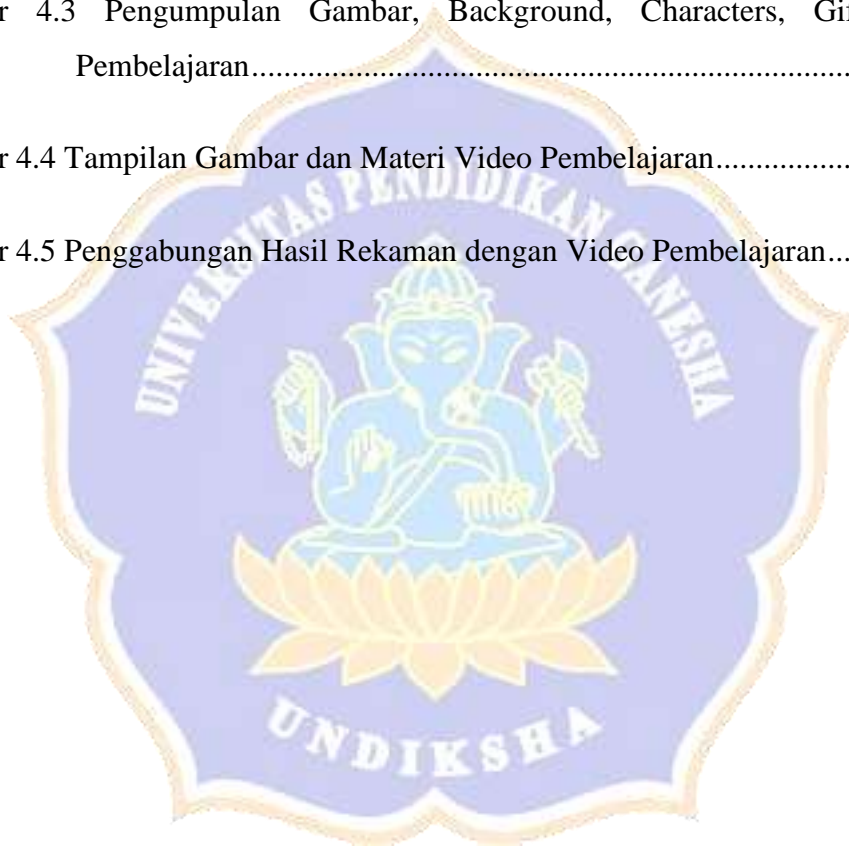 r 4.3 Pengumpulan Gambar, Background, Characters, Gif
Pembelajaran..........................................................................
r 4.4 Tampilan Gambar dan Materi Video Pembelajaran.................
r 4.5 Penggabungan Hasil Rekaman dengan Video Pembelajaran...
UNIVERSITAS PENDIDIKAN GANESHA
UNDIKSHA